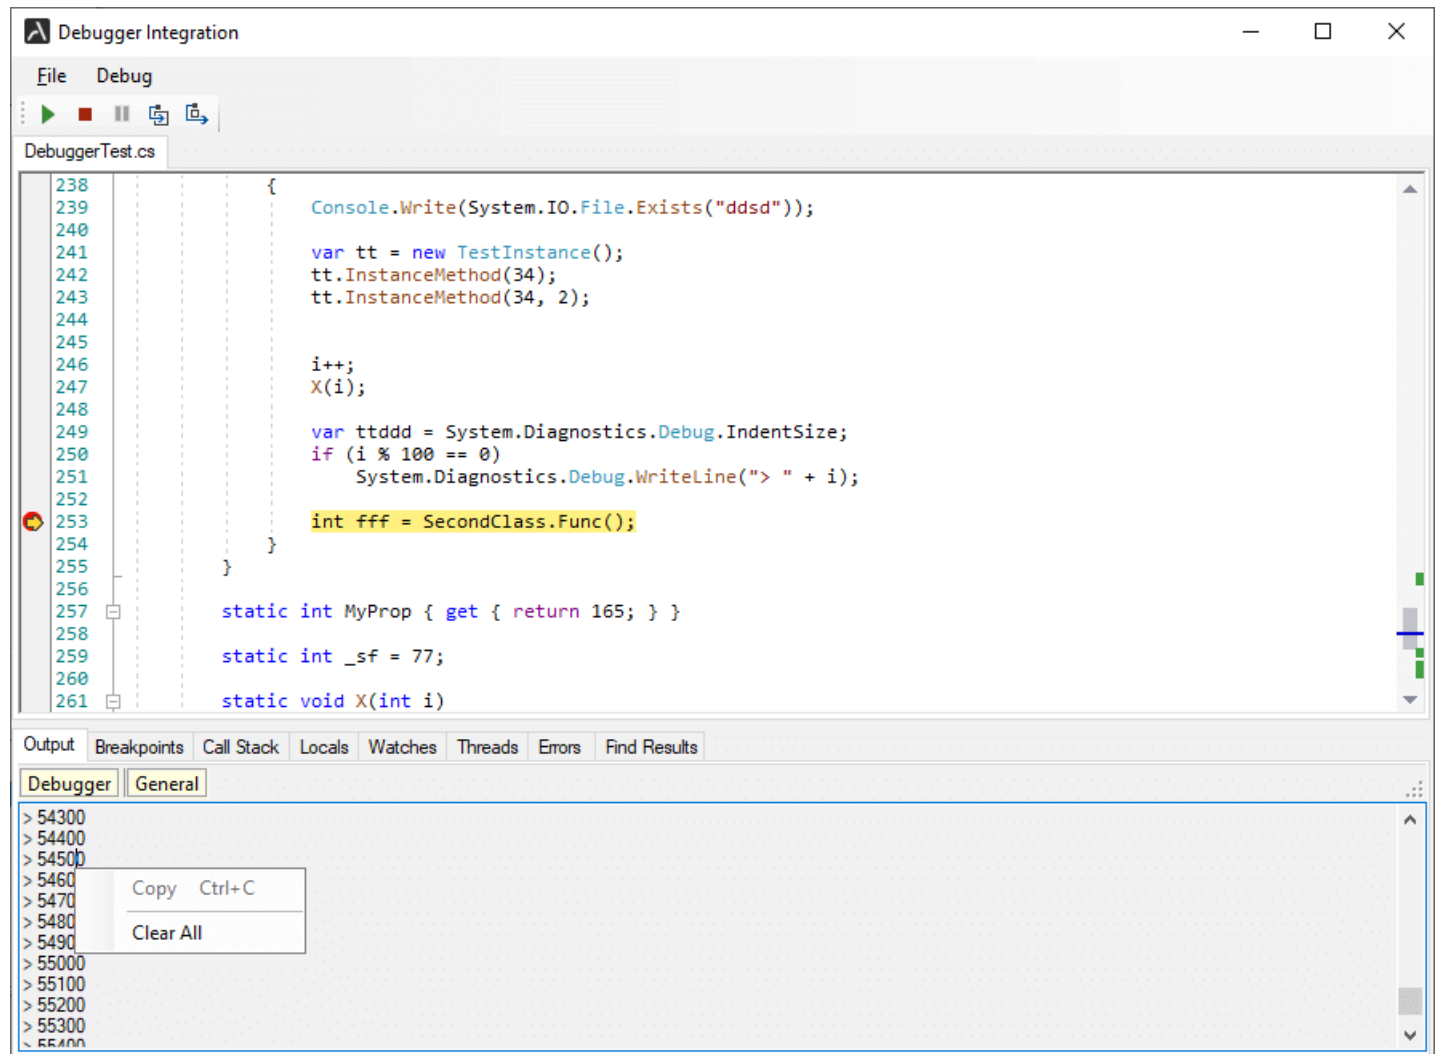 Debugger Integration
File Debug
DebuggerTest.cs
238 {
239 Console.Write(System.IO.File.Exists("ddsd"));
240
241 var tt = new TestInstance();
242 tt.InstanceMethod(34);
243 tt.InstanceMethod(34, 2);
244
245
246 i++;
247 X(i);
248
249 var ttddd = System.Diagnostics.Debug.IndentSize;
250 if (i % 100 == 0)
251 System.Diagnostics.Debug.WriteLine("> " + i);
252
253 int fff = SecondClass.Func();
254 }
255 }
256
257 static int MyProp { get { return 165; } }
258
259 static int _sf = 77;
260
261 static void X(int i)
Output Breakpoints Call Stack Locals Watches Threads Errors Find Results
Debugger General
> 54300
> 54400
> 54500
> 5460
> 5470
> 5480
> 5490
Copy Ctrl+C
Clear All
> 55000
> 55100
> 55200
> 55300
> 55400